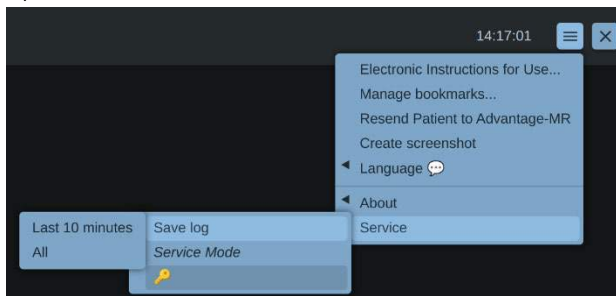 14:17:01
Electronic Instructions for Use...
Manage bookmarks...
Resend Patient to Advantage-MR
Create screenshot
Language 💬
About
Service
Save log
Service Mode
🔑
Last 10 minutes
All